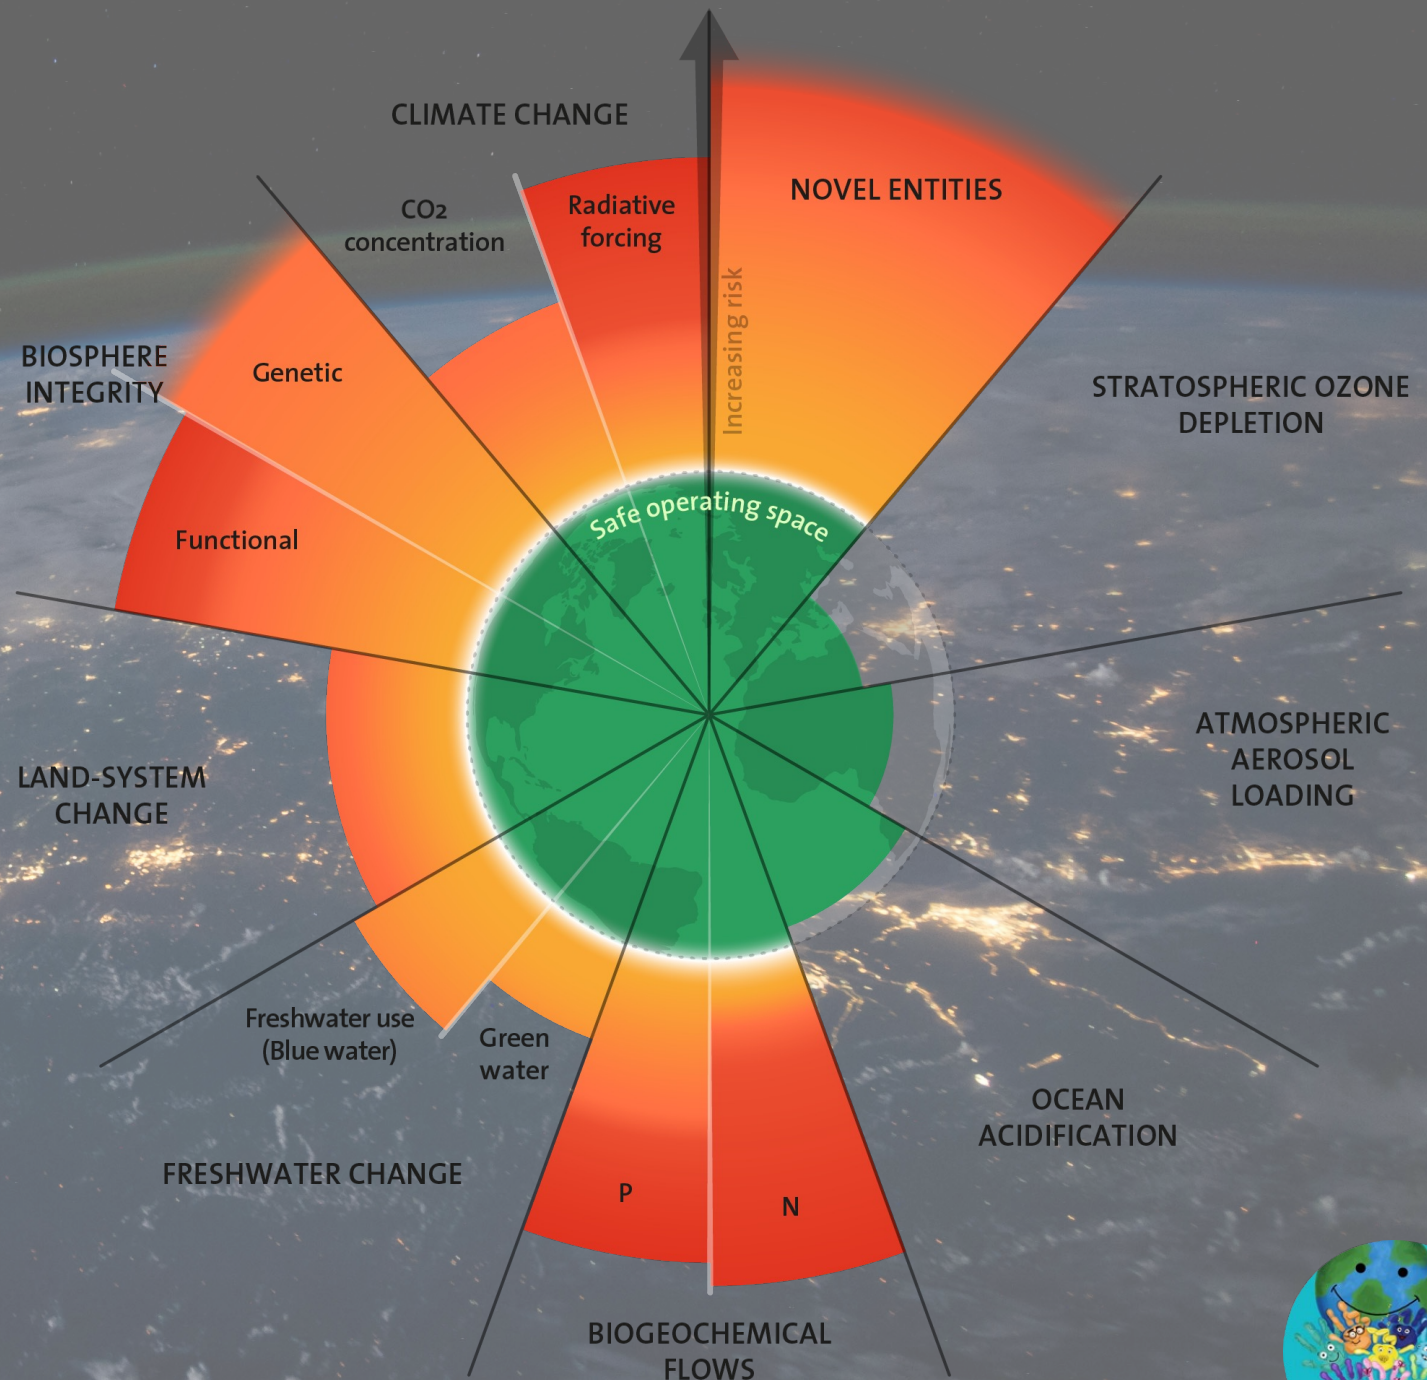 CLIMATE CHANGE
CO2
concentration
Radiative
forcing
NOVEL ENTITIES
Increasing risk
BIOSPHERE
INTEGRITY
Genetic
Functional
STRATOSPHERIC OZONE
DEPLETION
Safe operating space
ATMOSPHERIC
AEROSOL
LOADING
LAND-SYSTEM
CHANGE
Freshwater use
(Blue water)
Green
water
FRESHWATER CHANGE
P
N
OCEAN
ACIDIFICATION
BIOGEOCHEMICAL
FLOWS